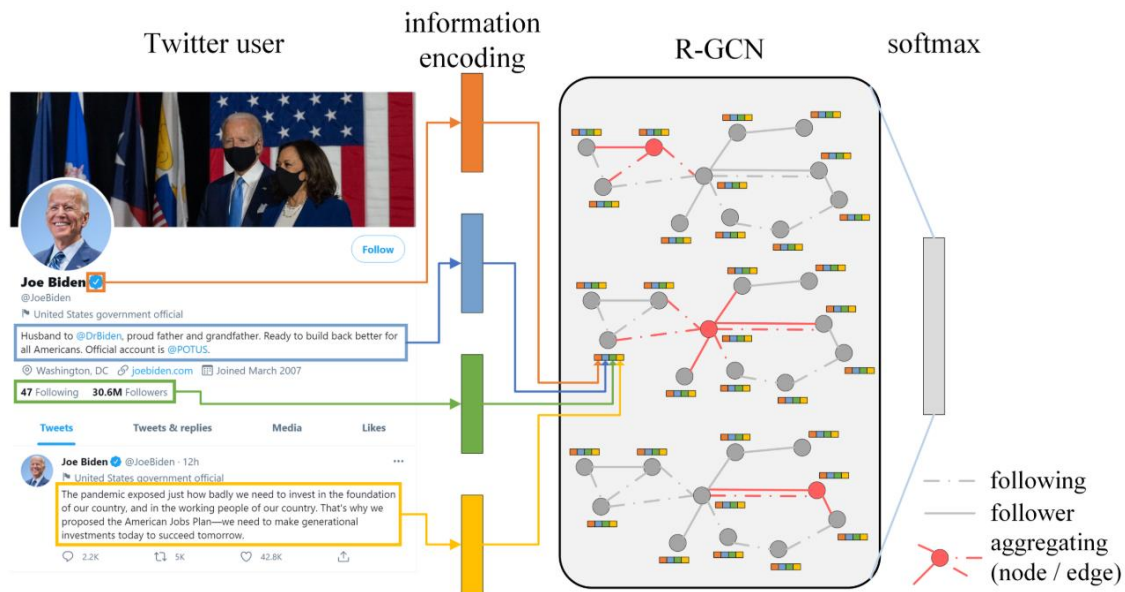 Twitter user
information
encoding
R-GCN
softmax
Follow
Joe Biden
@JoeBiden
United States government official
Husband to @DrBiden, proud father and grandfather. Ready to build back better for
all Americans. Official account is @POTUS.
Washington, DC joebiden.com Joined March 2007
47 Following 30.6M Followers
Tweets Tweets & replies Media Likes
Joe Biden @JoeBiden · 12h
United States government official
The pandemic exposed just how badly we need to invest in the foundation
of our country, and in the working people of our country. That's why we
proposed the American Jobs Plan—we need to make generational
investments today to succeed tomorrow.
2.2K 5K 42.8K
following
follower
aggregating
(node / edge)